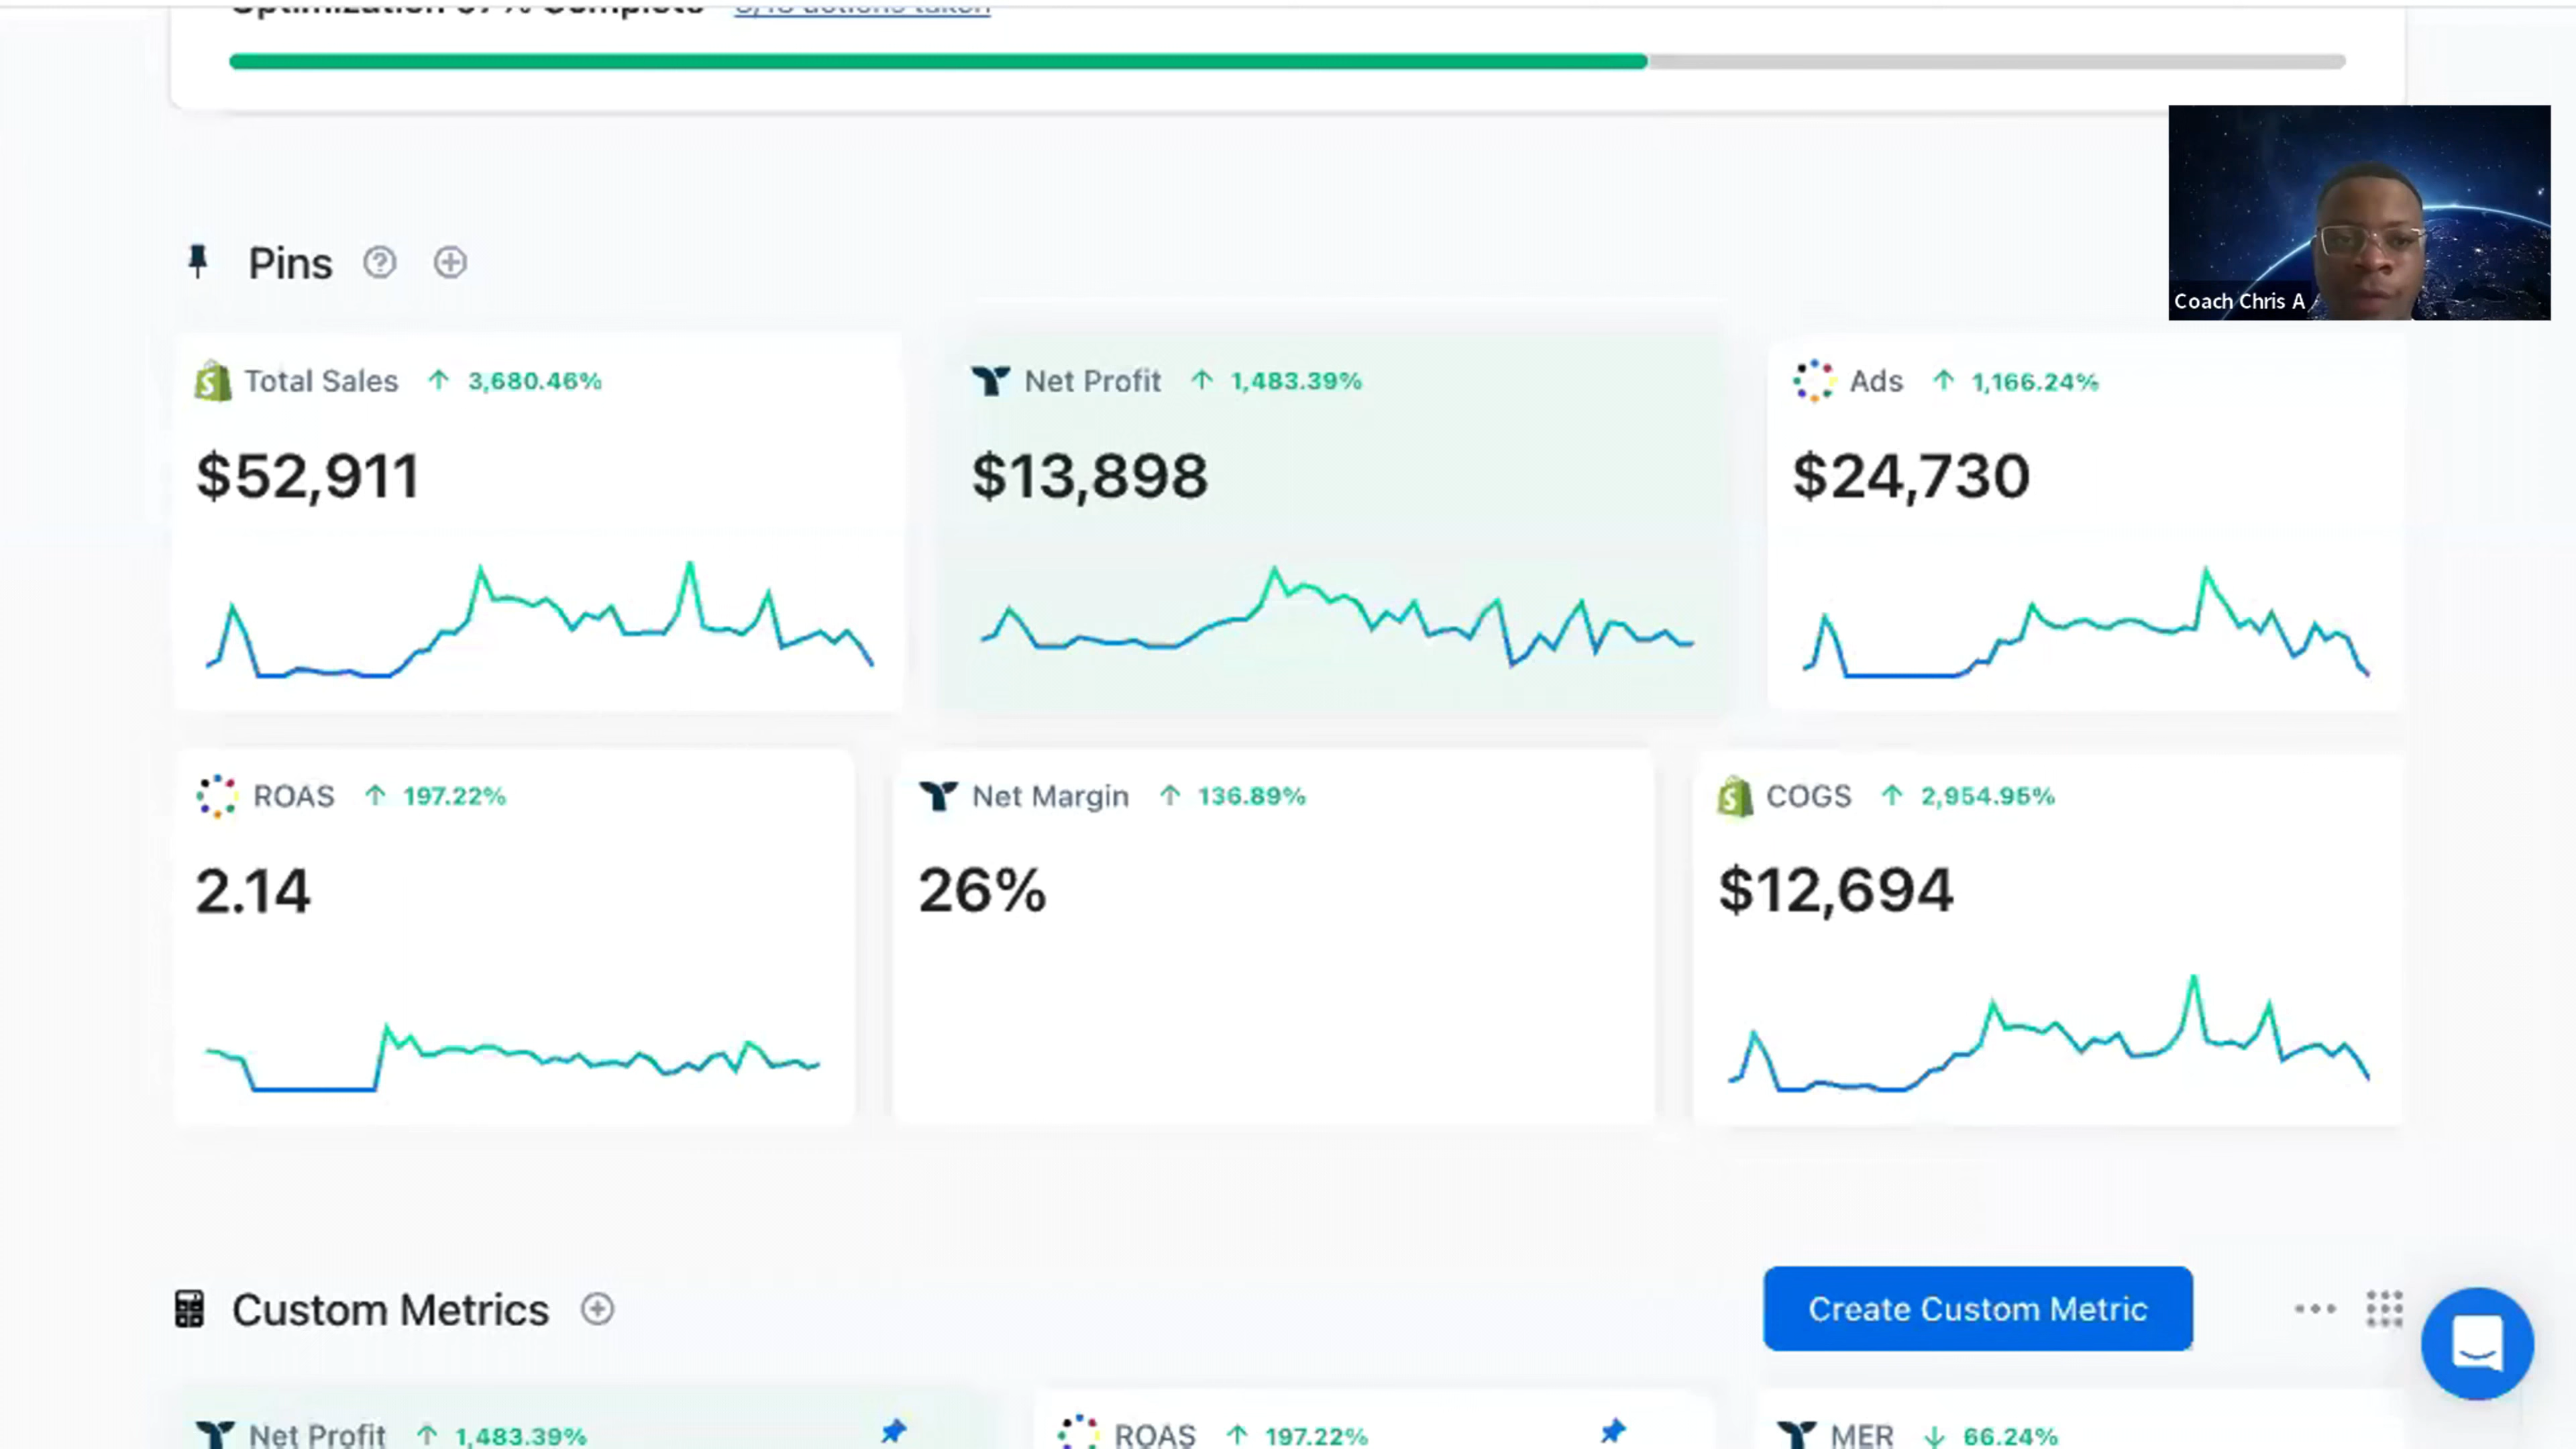 Pins
Coach Chris A
Total Sales ↑ 3,680.46%
$52,911
Net Profit ↑ 1,483.39%
$13,898
Ads ↑ 1,166.24%
$24,730
ROAS ↑ 197.22%
2.14
Net Margin ↑ 136.89%
26%
COGS ↑ 2,954.95%
$12,694
Custom Metrics
Create Custom Metric
Net Profit ↑ 1,483.39%
ROAS ↑ 197.22%
MER ↓ 66.24%